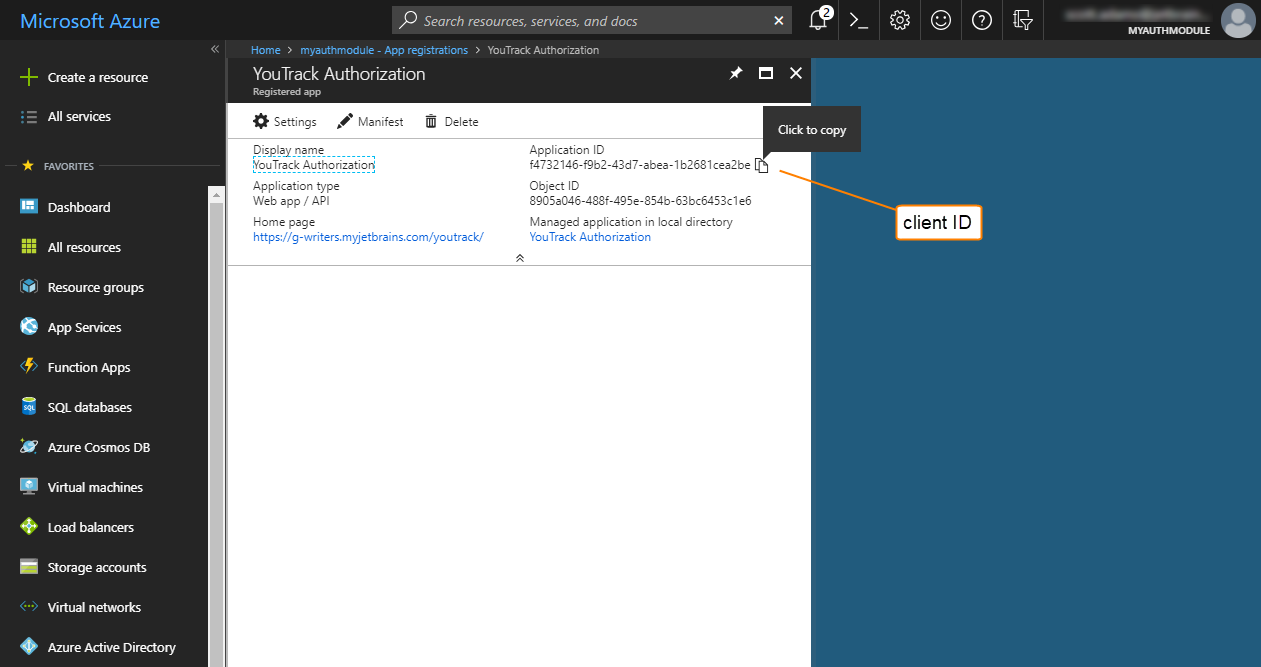 Microsoft Azure
Search resources, services, and docs
2
MYAUTHMODULE
Home > myauthmodule - App registrations > YouTrack Authorization
Create a resource
All services
FAVORITES
Dashboard
All resources
Resource groups
App Services
Function Apps
SQL databases
SQL
Azure Cosmos DB
Virtual machines
Load balancers
Storage accounts
Virtual networks
Azure Active Directory
YouTrack Authorization
Registered app
Settings
Manifest
Delete
Click to copy
Display name
YouTrack Authorization
Application type
Web app / API
Home page
https://g-writers.myjetbrains.com/youtrack/
Application ID
f4732146-f9b2-43d7-abea-1b2681cea2be
Object ID
8905a046-488f-495e-854b-63bc6453c1e6
Managed application in local directory
YouTrack Authorization
client ID